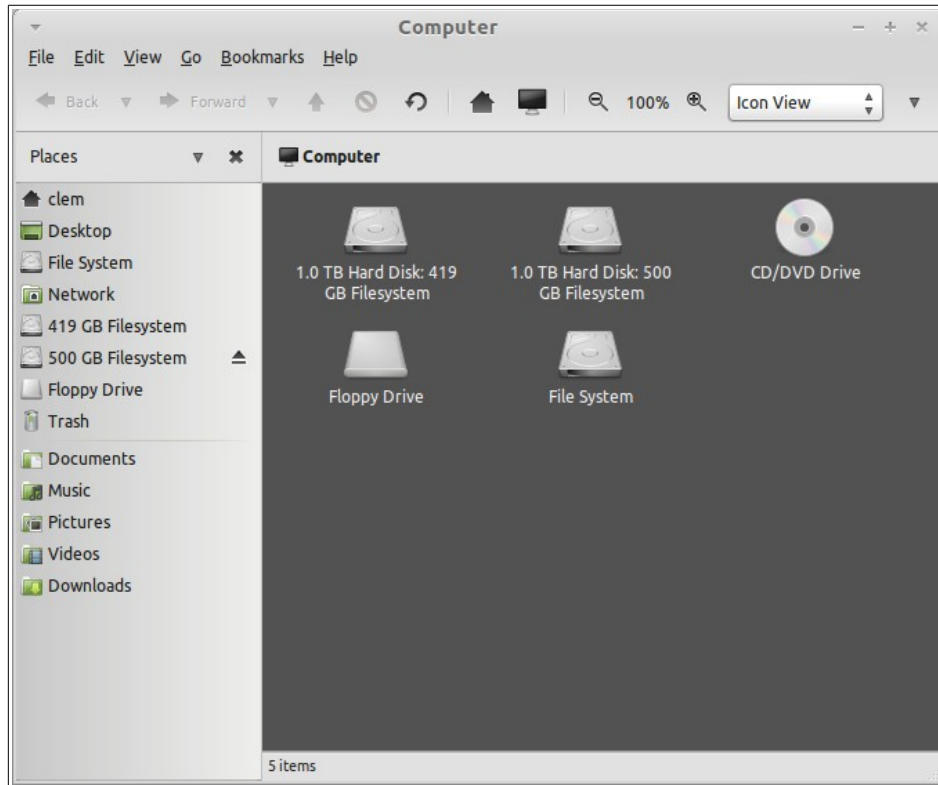 Computer
File Edit View Go Bookmarks Help
Back Forward 100% Icon View
Places
Computer
clem
Desktop
File System
Network
419 GB Filesystem
500 GB Filesystem
Floppy Drive
Trash
Documents
Music
Pictures
Videos
Downloads
1.0 TB Hard Disk: 419
GB Filesystem
1.0 TB Hard Disk: 500
GB Filesystem
CD/DVD Drive
Floppy Drive
File System
5 items